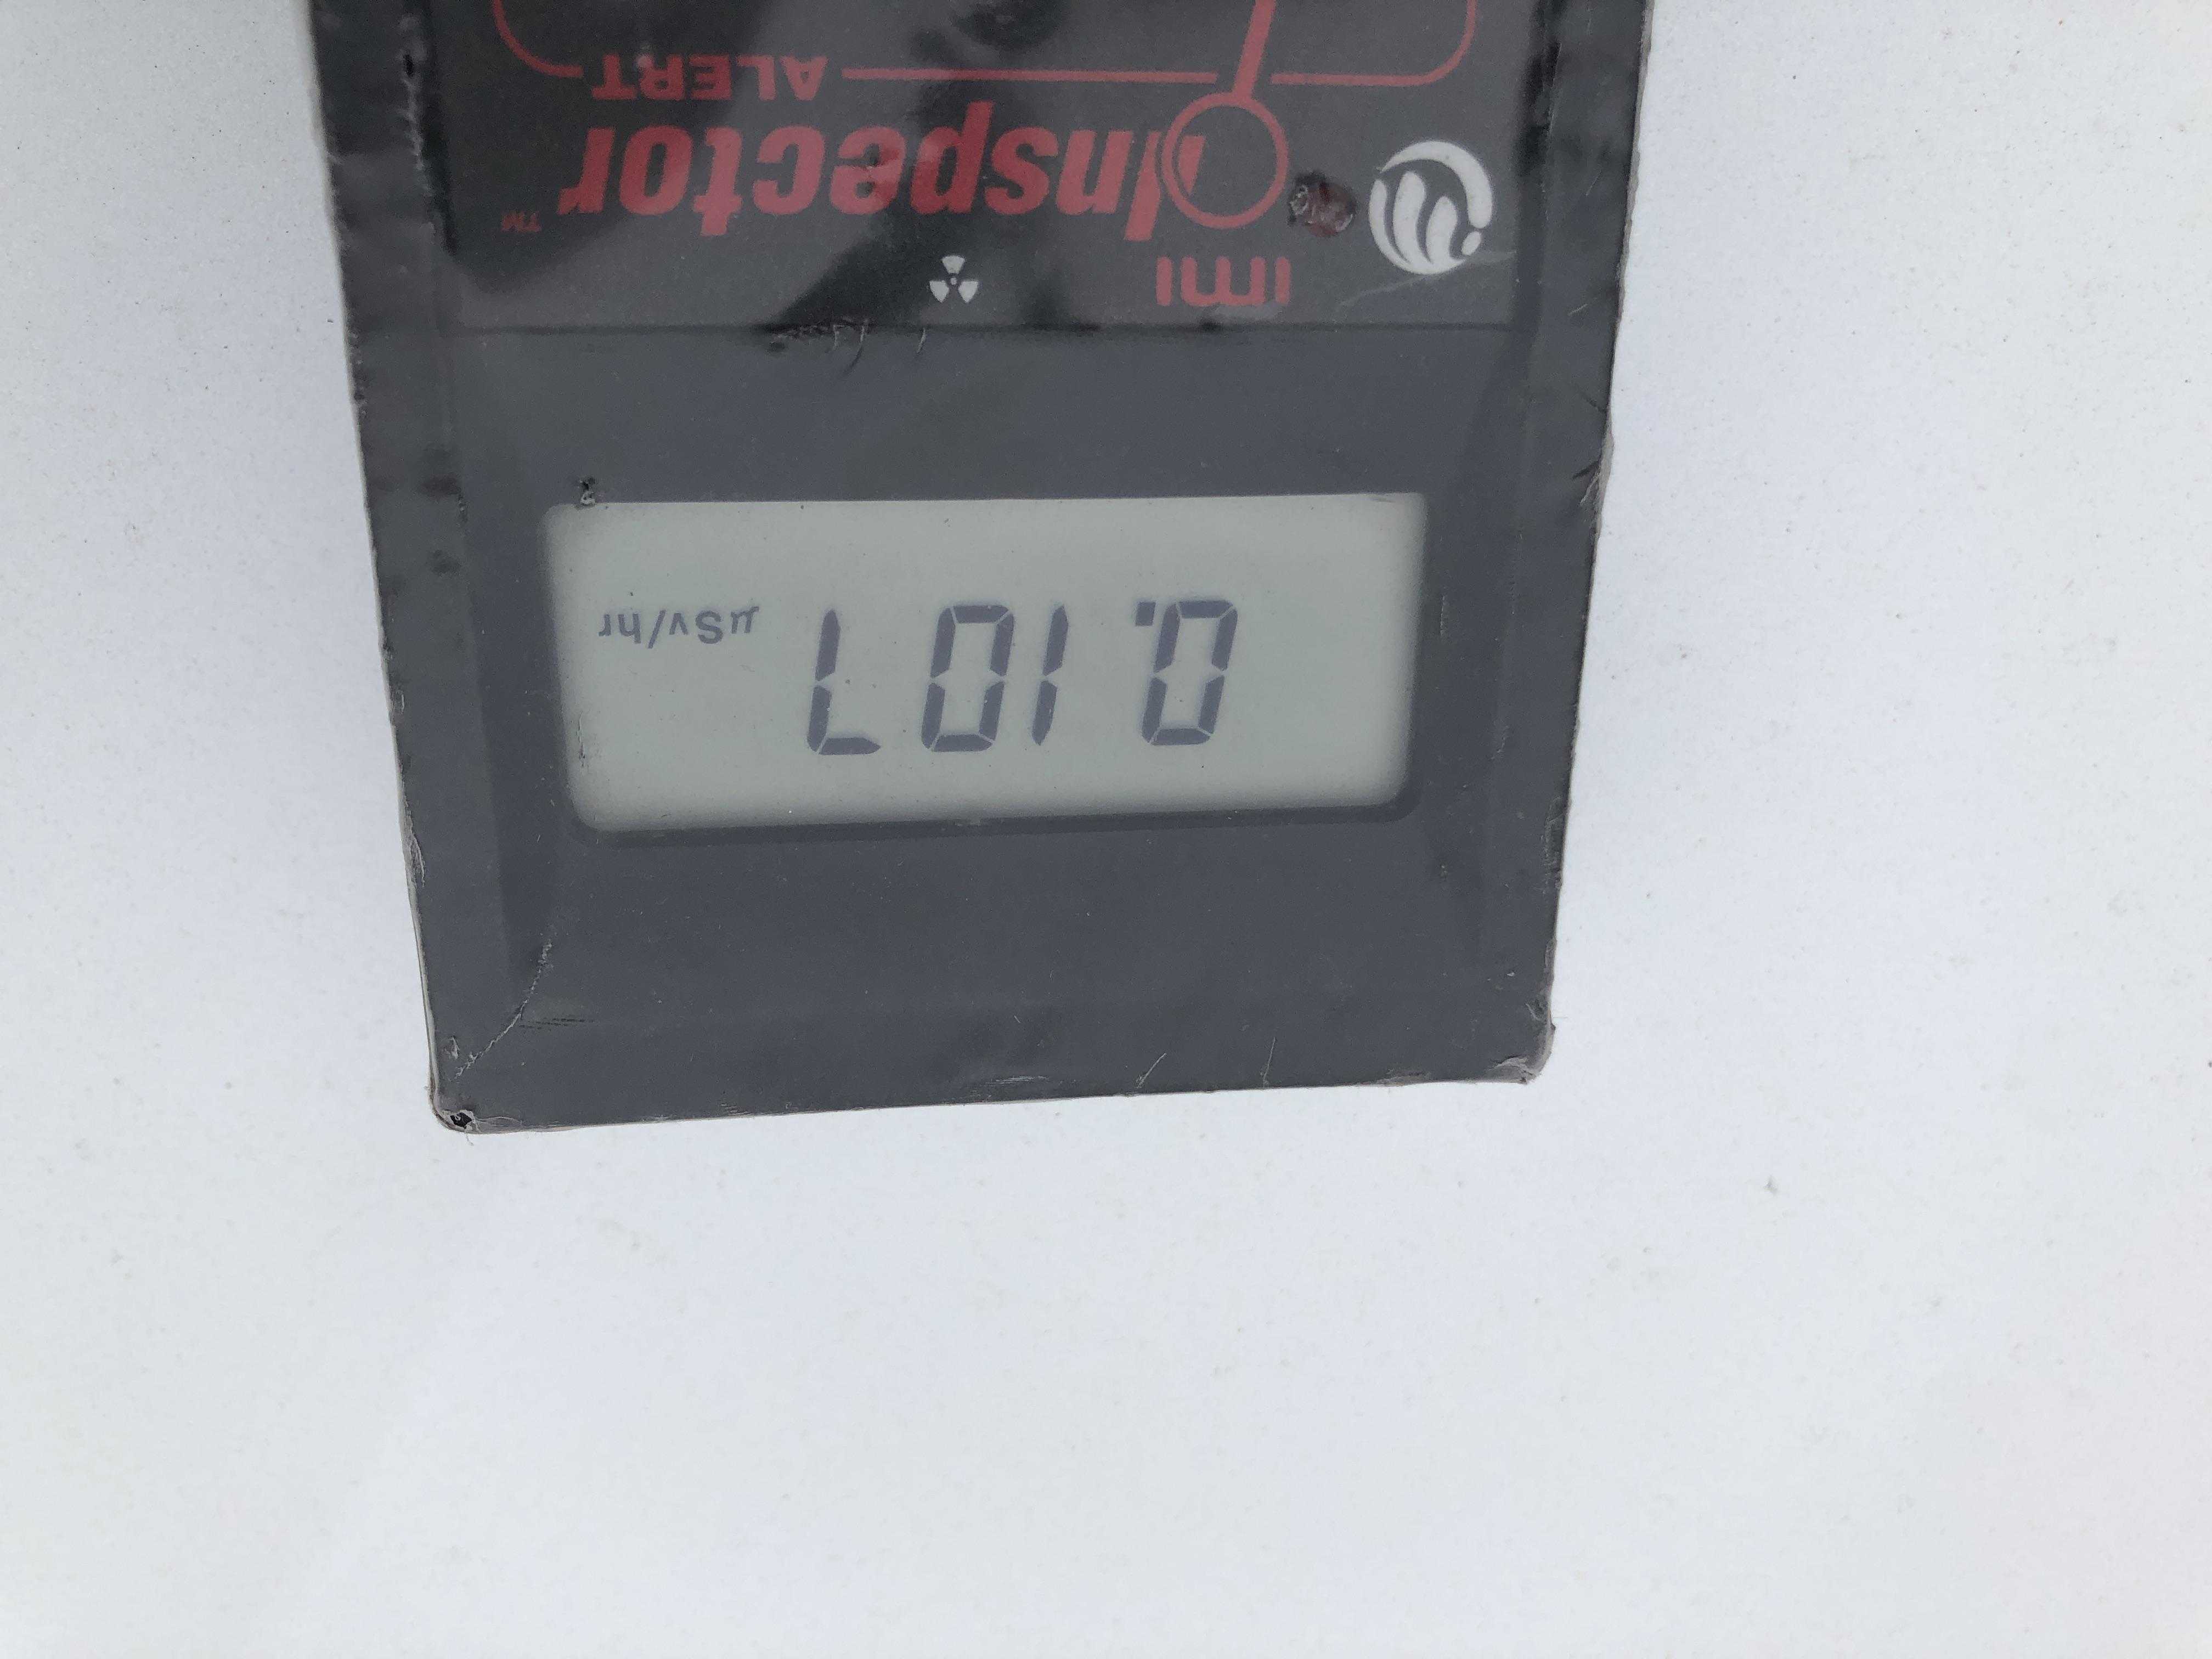 0.107 µSv/hr
imi
Inspector™
ALERT